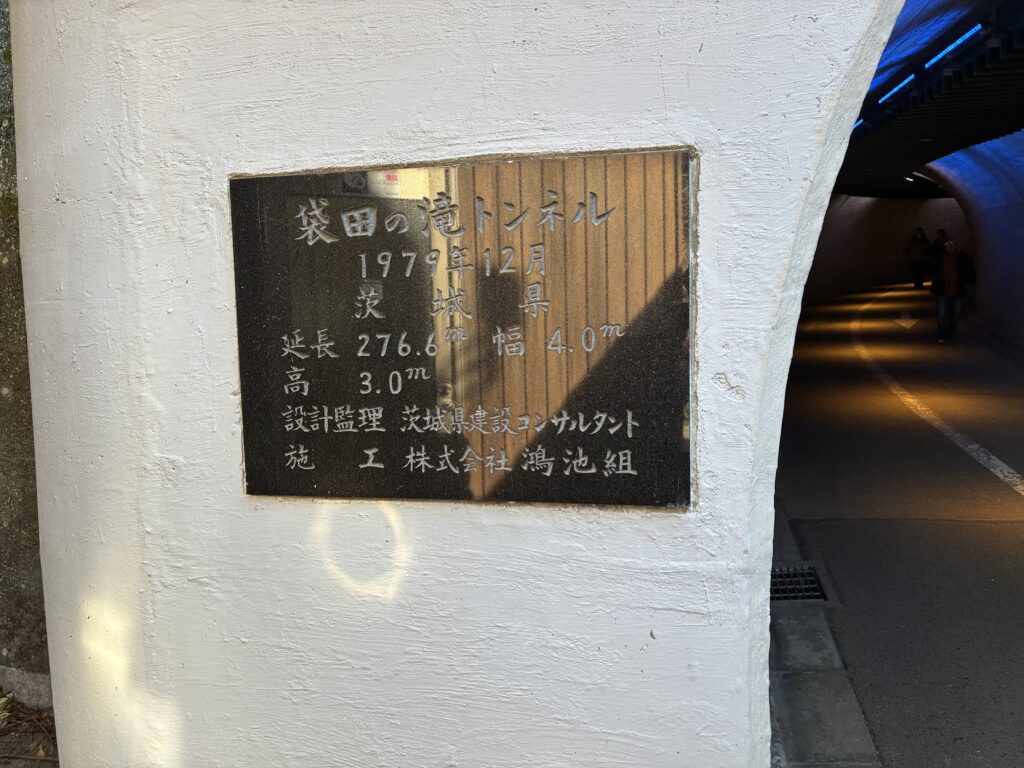 袋田の滝トンネル
1979年12月
茨城県
延長 276.6m 幅 4.0m
高 3.0m
設計監理 茨城県建設コンサルタント
施工 株式会社 鴻池組